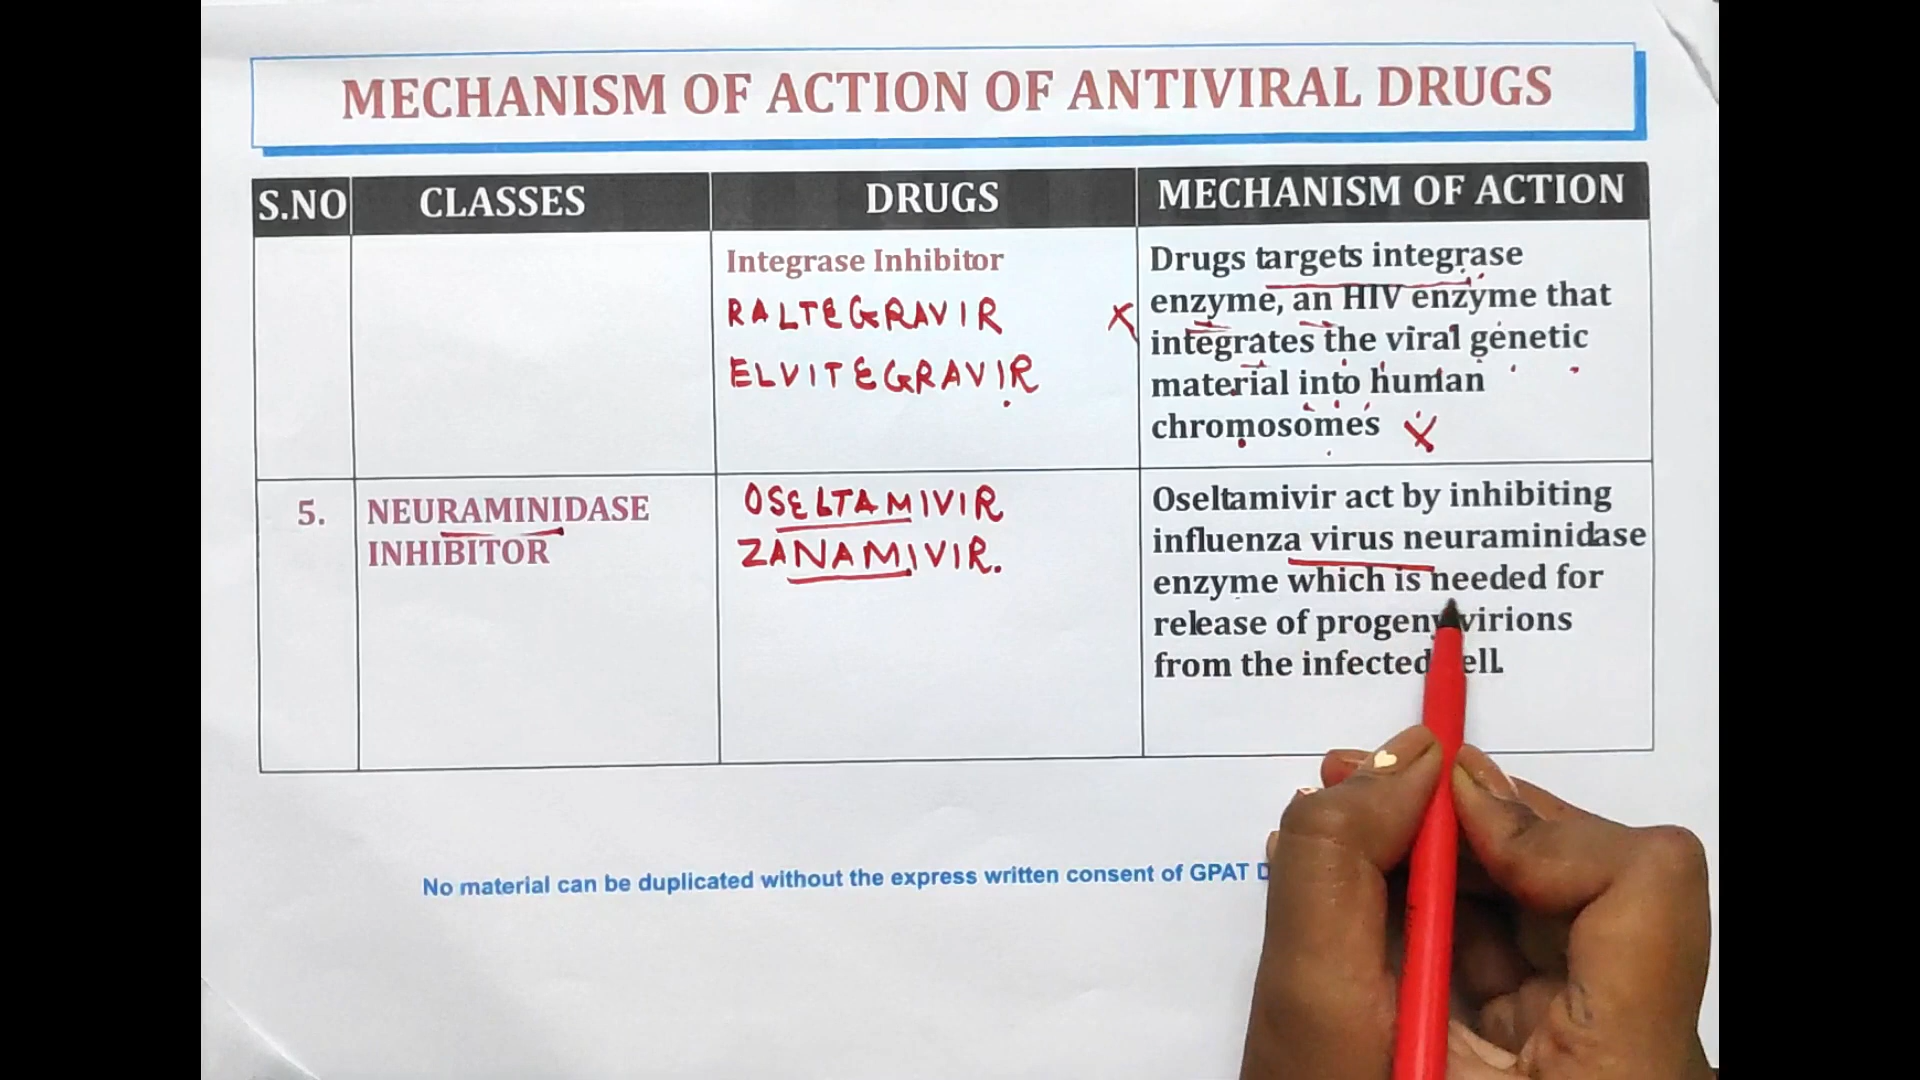 MECHANISM OF ACTION OF ANTIVIRAL DRUGS
S.NO CLASSES DRUGS MECHANISM OF ACTION
Integrase Inhibitor
RALTEGRAVIR
ELVITEGRAVIR
Drugs targets integrase
enzyme, an HIV enzyme that
integrates the viral genetic
material into human
chromosomes
5. NEURAMINIDASE
INHIBITOR
OSELTAMIVIR
ZANAMIVIR.
Oseltamivir act by inhibiting
influenza virus neuraminidase
enzyme which is needed for
release of progeny virions
from the infected cell.
No material can be duplicated without the express written consent of GPAT